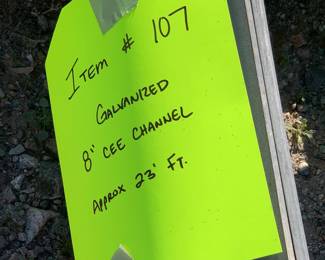 ITEM # 107
GALVANIZED
8" CEE CHANNEL
APPROX 23' FT.